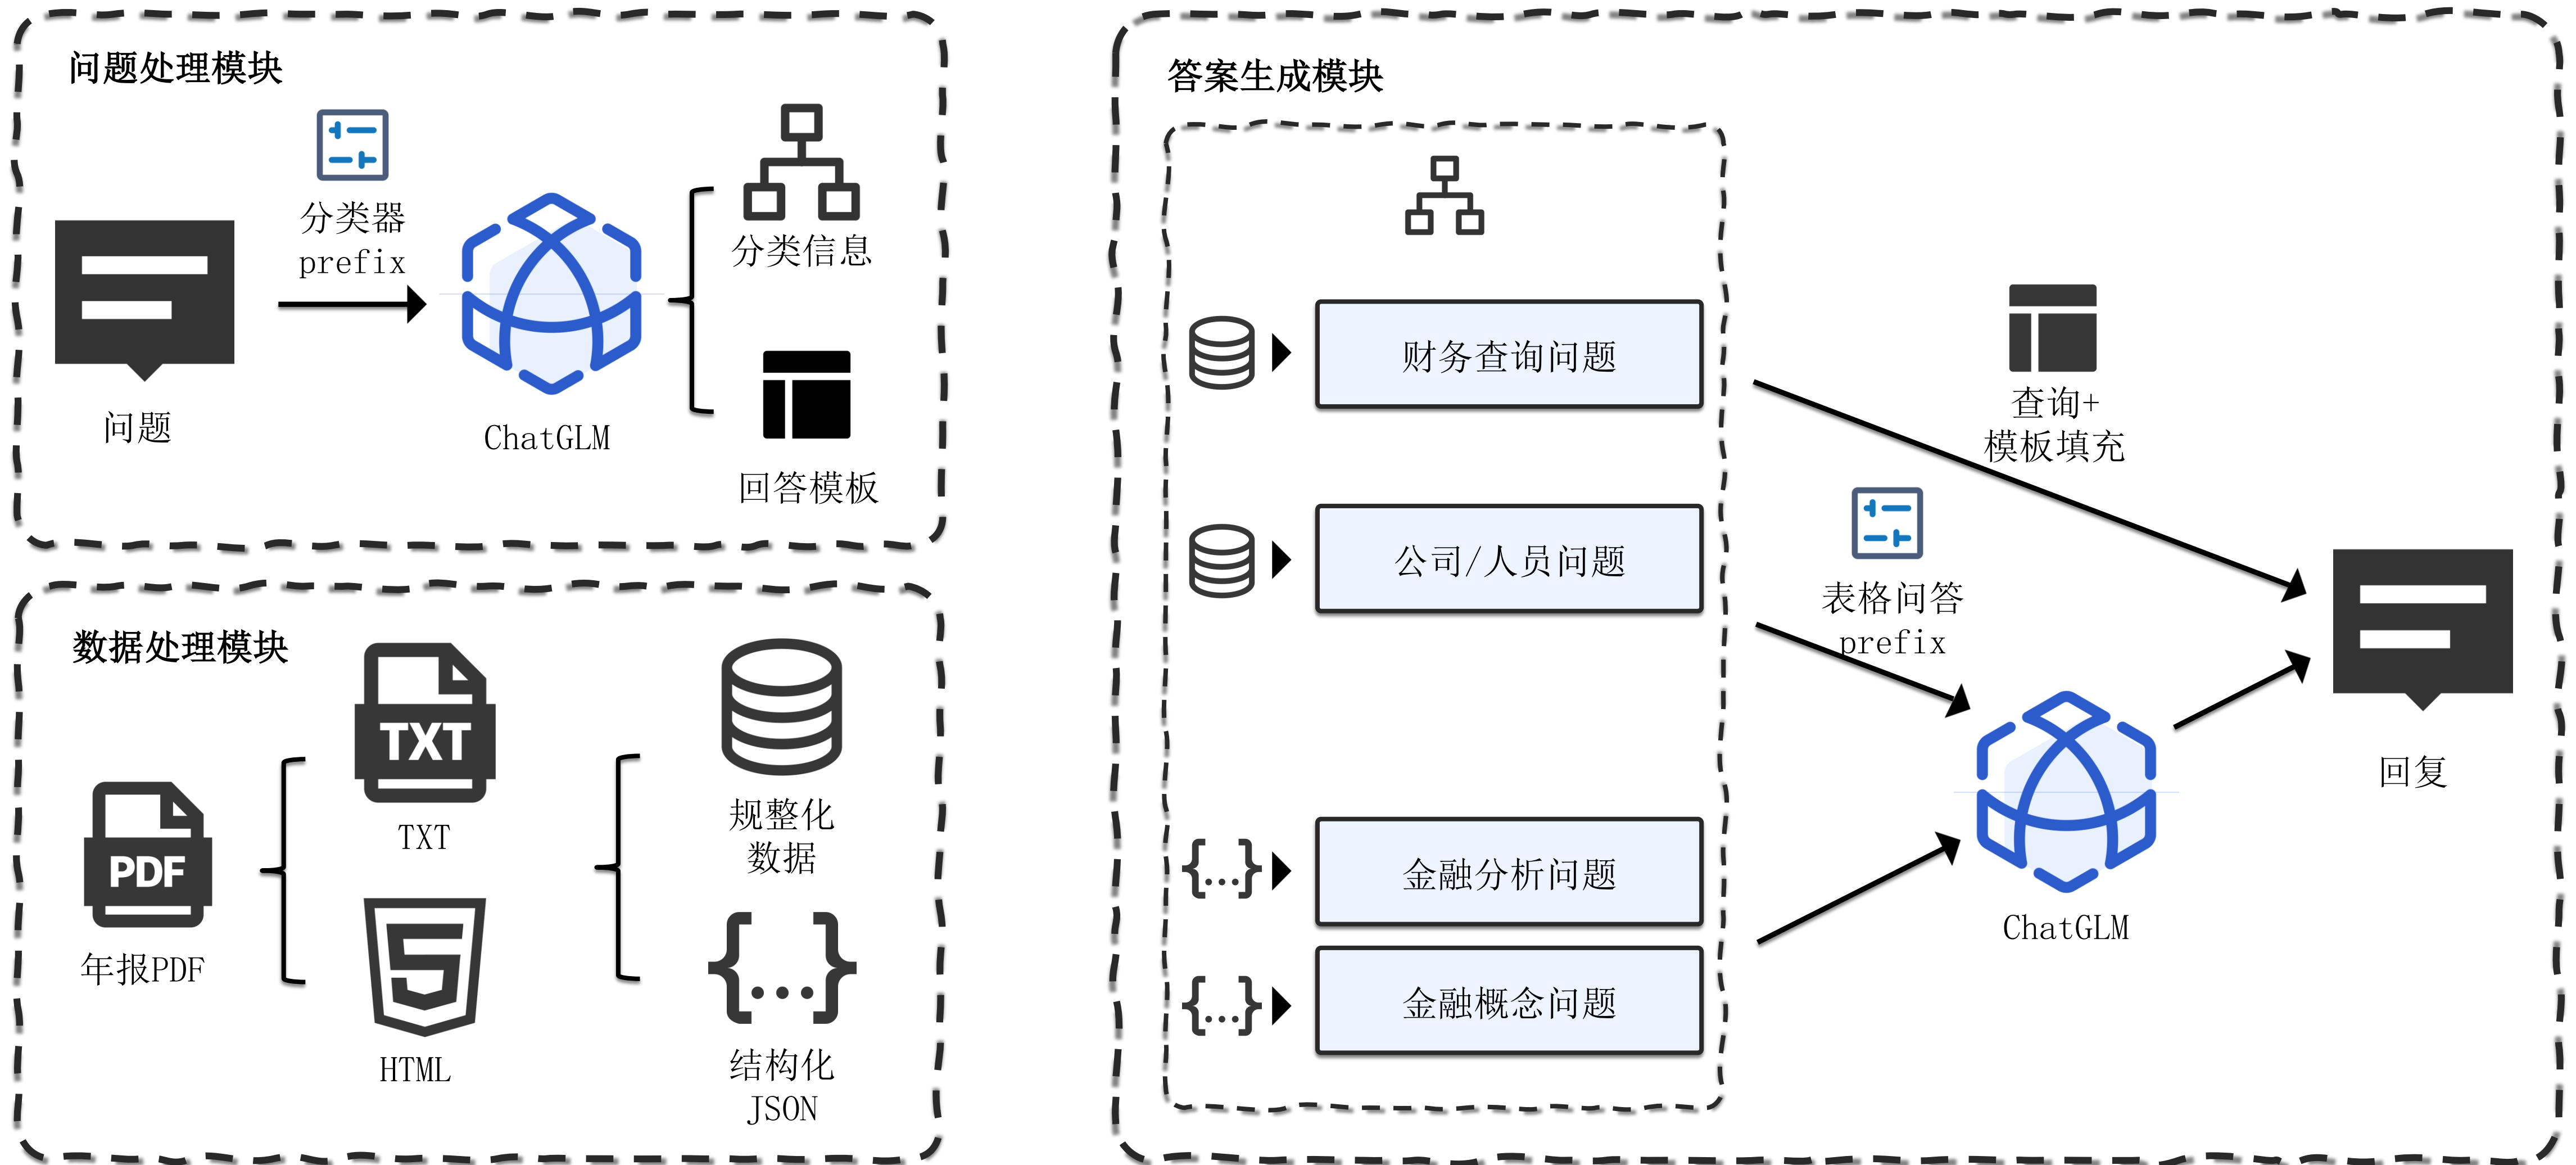 问题处理模块
分类器
prefix
问题
ChatGLM
分类信息
回答模板
数据处理模块
PDF
年报PDF
TXT
TXT
HTML
规整化
数据
{...}
结构化
JSON
答案生成模块
财务查询问题
公司/人员问题
{...}
金融分析问题
{...}
金融概念问题
查询+
模板填充
表格问答
prefix
ChatGLM
回复